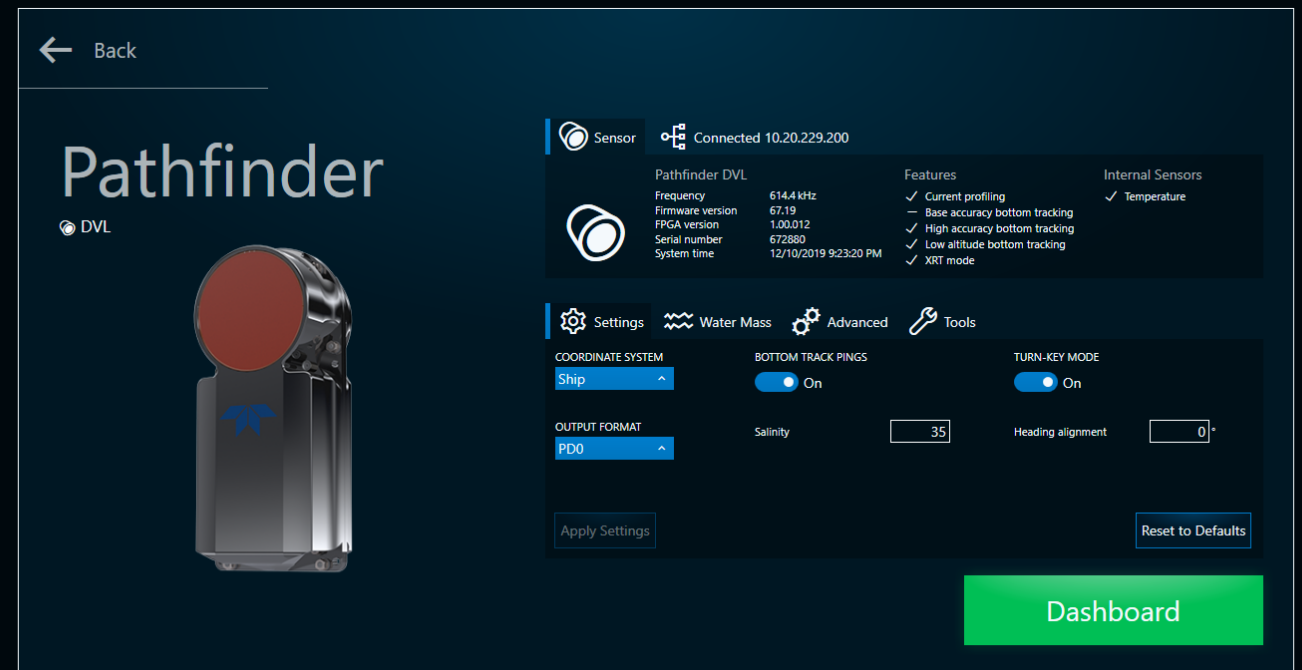 Back
Pathfinder
DVL
Sensor
Connected 10.20.229.200
Pathfinder DVL
Frequency 614.4 kHz
Firmware version 67.19
FPGA version 1.00.012
Serial number 672880
System time 12/10/2019 9:23:20 PM
Features
Current profiling
Base accuracy bottom tracking
High accuracy bottom tracking
Low altitude bottom tracking
XRT mode
Internal Sensors
Temperature
Settings
Water Mass
Advanced
Tools
COORDINATE SYSTEM
Ship
BOTTOM TRACK PINGS
On
TURN-KEY MODE
On
OUTPUT FORMAT
PD0
Salinity 35
Heading alignment 0 °
Apply Settings
Reset to Defaults
Dashboard